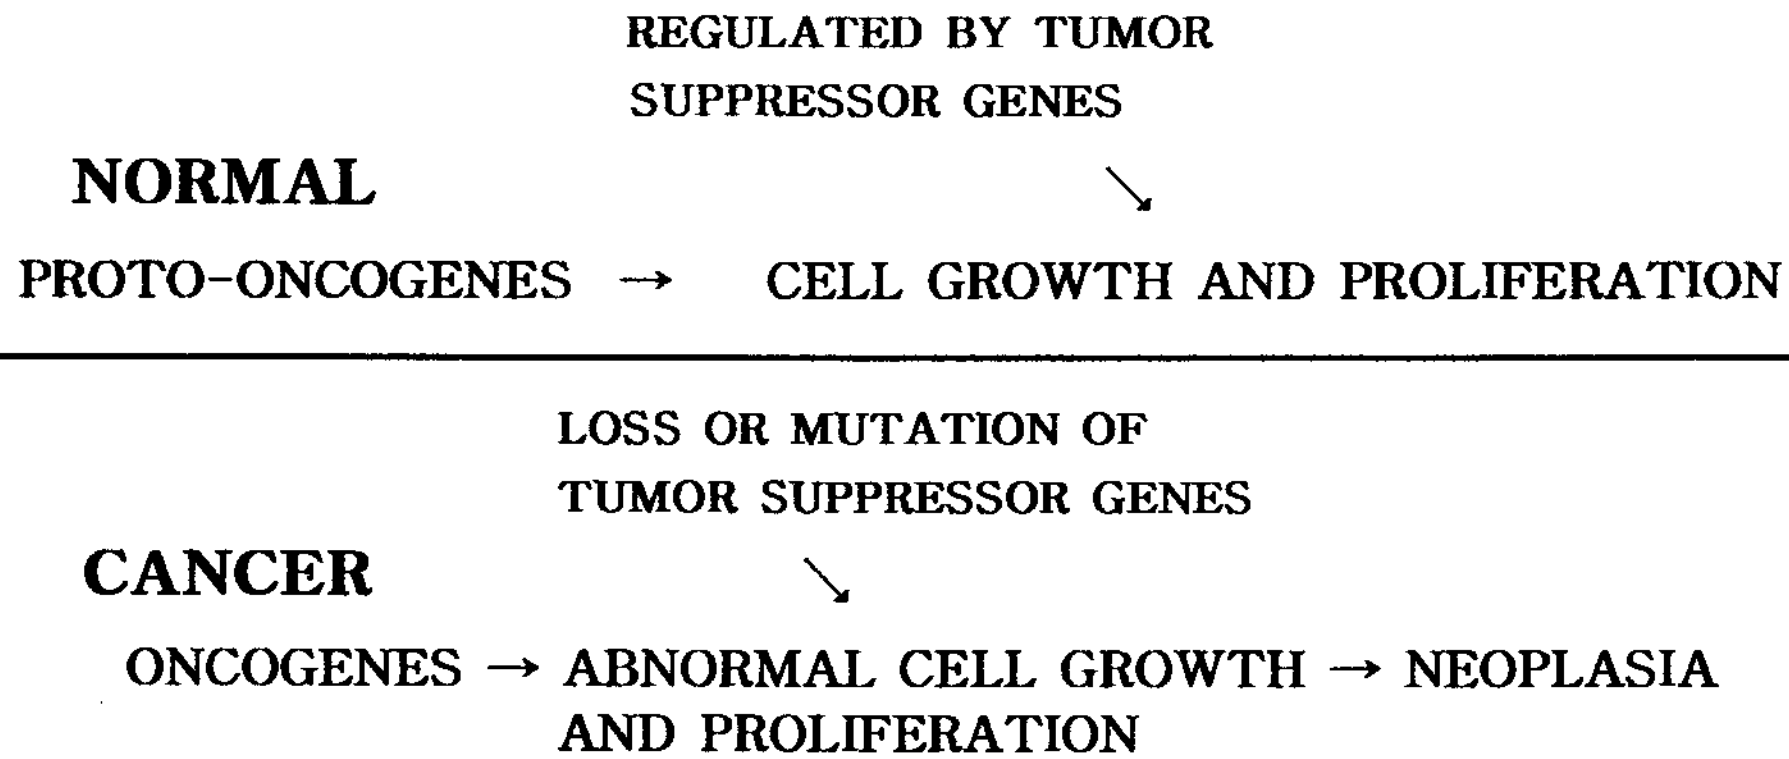 REGULATED BY TUMOR
SUPPRESSOR GENES
NORMAL
PROTO-ONCOGENES → CELL GROWTH AND PROLIFERATION
LOSS OR MUTATION OF
TUMOR SUPPRESSOR GENES
CANCER
ONCOGENES → ABNORMAL CELL GROWTH → NEOPLASIA
AND PROLIFERATION